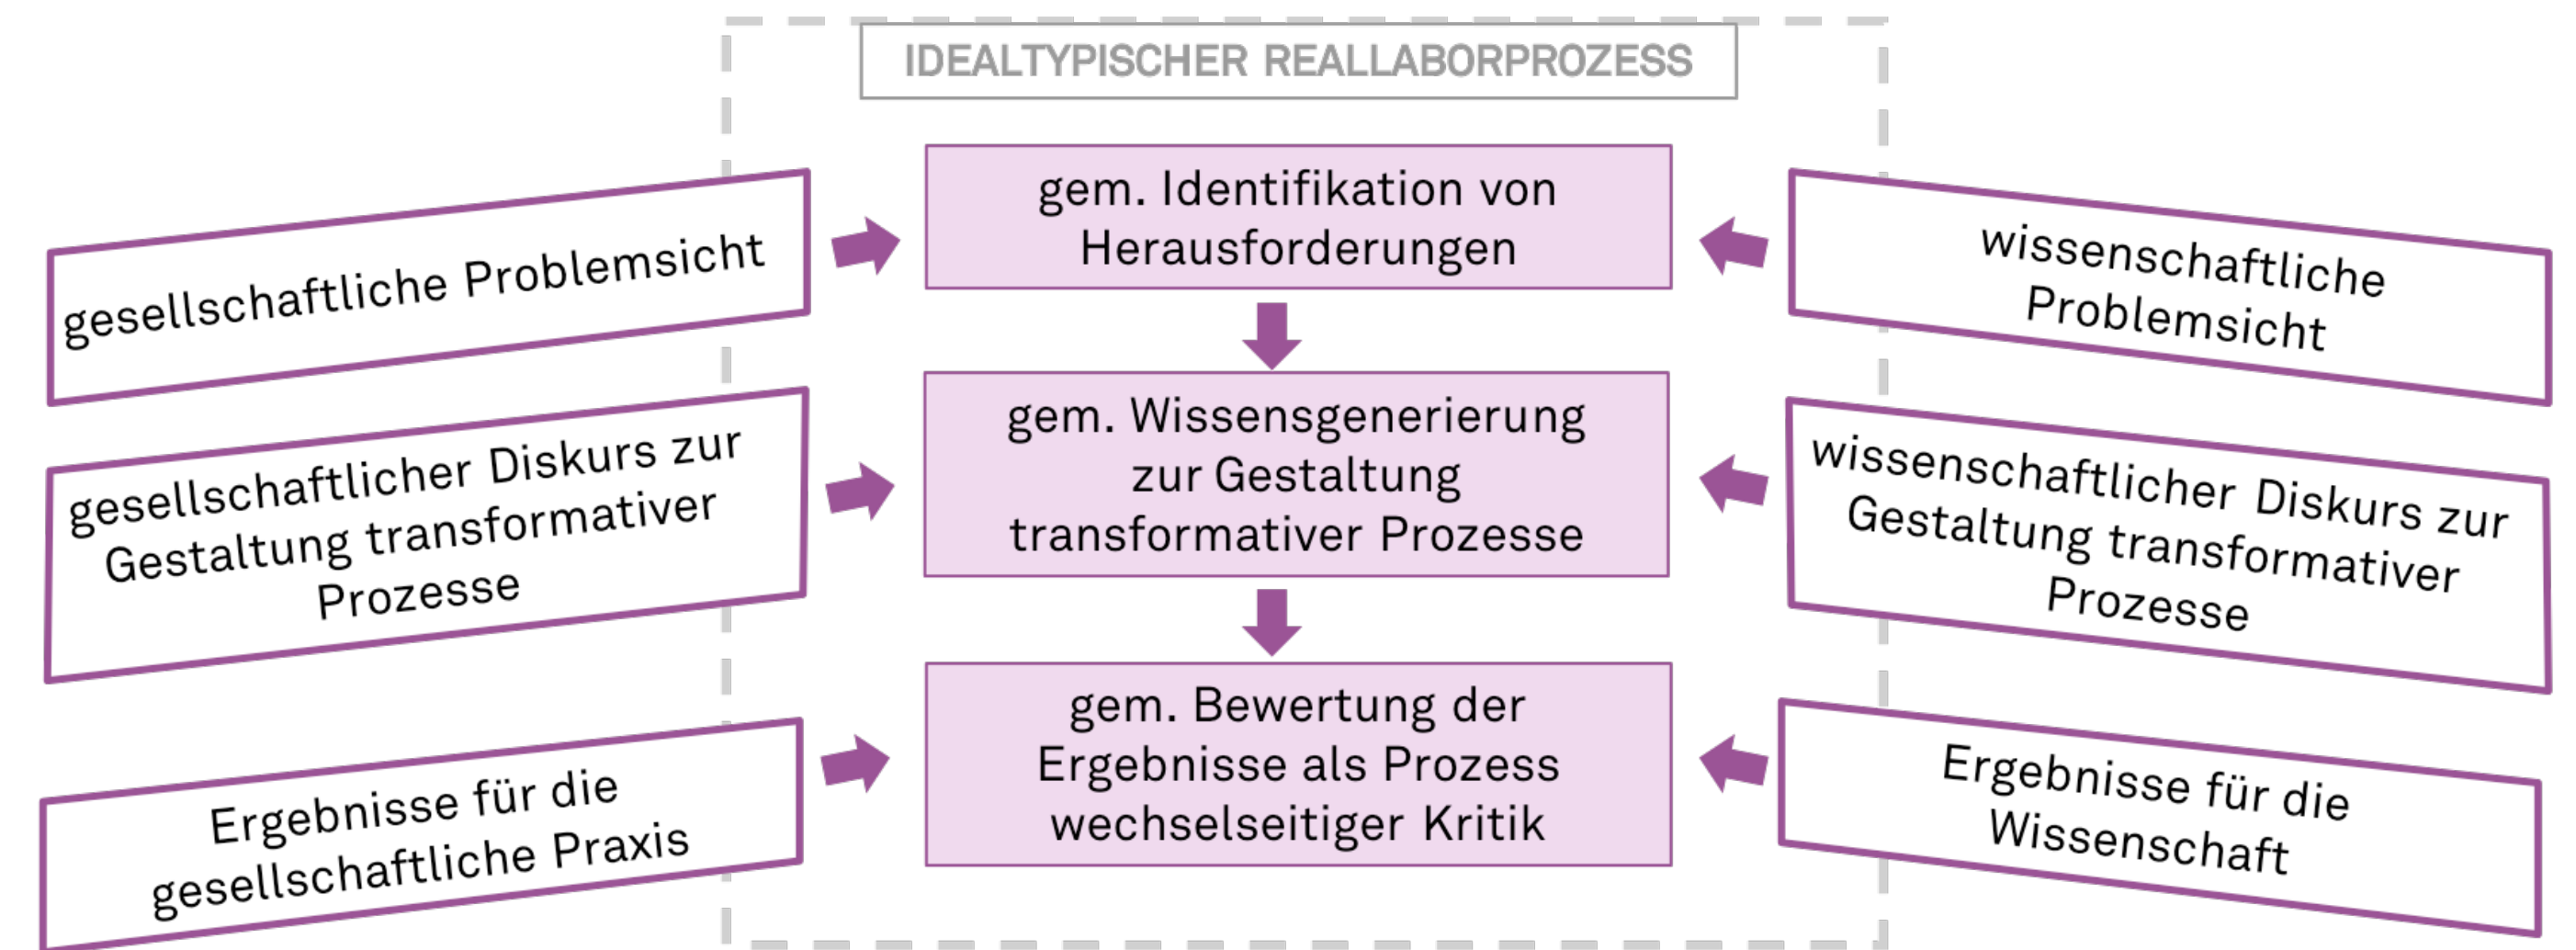 IDEALTYPISCHER REALLABORPROZESS
gesellschaftliche Problemsicht
gem. Identifikation von
Herausforderungen
wissenschaftliche
Problemsicht
gesellschaftlicher Diskurs zur
Gestaltung transformativer
Prozesse
gem. Wissensgenerierung
zur Gestaltung
transformativer Prozesse
wissenschaftlicher Diskurs zur
Gestaltung transformativer
Prozesse
Ergebnisse für die
gesellschaftliche Praxis
gem. Bewertung der
Ergebnisse als Prozess
wechselseitiger Kritik
Ergebnisse für die
Wissenschaft